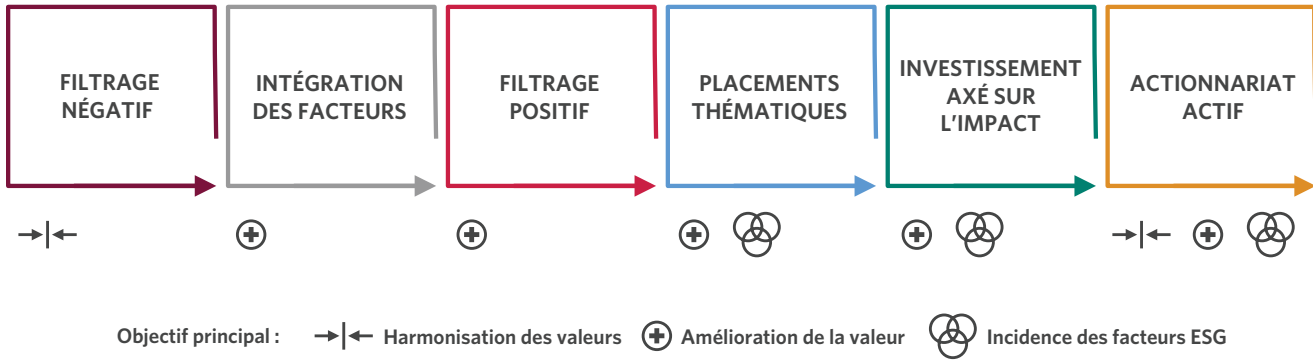 FILTRAGE
NÉGATIF
INTÉGRATION
DES FACTEURS
FILTRAGE
POSITIF
PLACEMENTS
THÉMATIQUES
INVESTISSEMENT
AXÉ SUR
L'IMPACT
ACTIONNARIAT
ACTIF
Objectif principal : Harmonisation des valeurs Amélioration de la valeur Incidence des facteurs ESG